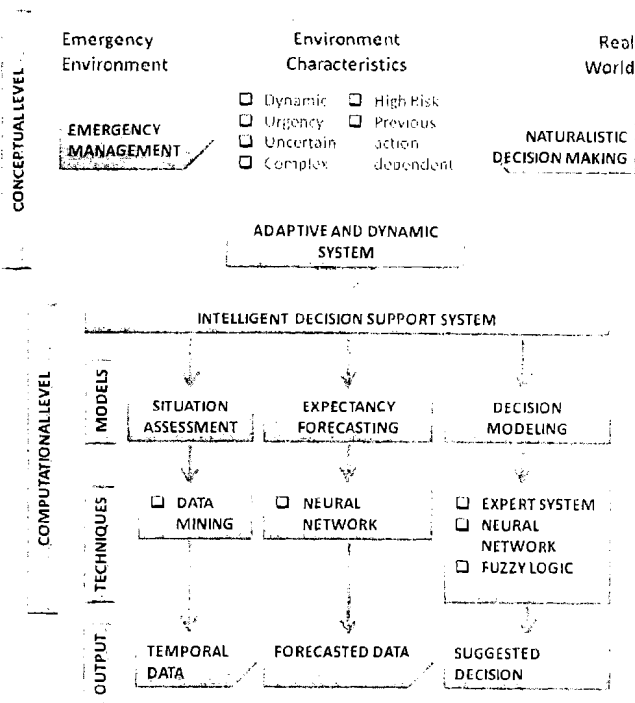 Emergency
Environment
Environment
Characteristics
Real
World
CONCEPTUAL LEVEL
EMERGENCY
MANAGEMENT
❑ Dynamic
❑ Urgency
❑ Uncertain
❑ Complex
❑ High Risk
❑ Previous
action
dependent
NATURALISTIC
DECISION MAKING
ADAPTIVE AND DYNAMIC
SYSTEM
COMPUTATIONAL LEVEL
INTELLIGENT DECISION SUPPORT SYSTEM
MODELS
SITUATION
ASSESSMENT
EXPECTANCY
FORECASTING
DECISION
MODELING
TECHNIQUES
❑ DATA
MINING
❑ NEURAL
NETWORK
❑ EXPERT SYSTEM
❑ NEURAL
NETWORK
❑ FUZZY LOGIC
OUTPUT
TEMPORAL
DATA
FORECASTED DATA
SUGGESTED
DECISION